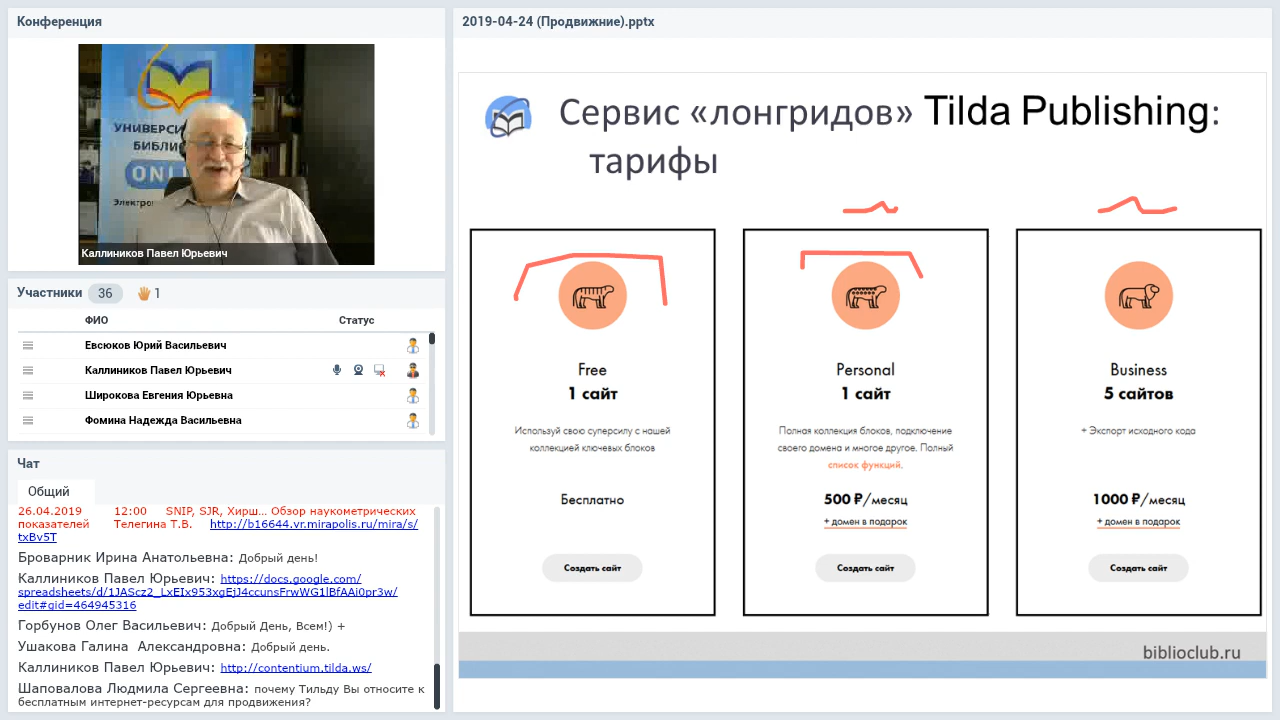 Конференция
УНИВЕРСИ
БИБЛИ
ONLI
Электро
Каллиников Павел Юрьевич
Участники 36 1
ФИО Статус
Евсюков Юрий Васильевич
Каллиников Павел Юрьевич
Широкова Евгения Юрьевна
Фомина Надежда Васильевна
Чат
Общий
26.04.2019 12:00 SNIP, SJR, Хирш... Обзор наукометрических
показателей Телегина Т.В. http://b16644.vr.mirapolis.ru/mira/s/
txBv5T
Броварник Ирина Анатольевна: Добрый день!
Каллиников Павел Юрьевич: https://docs.google.com/
spreadsheets/d/1JAScz2_LxEIx953xgEjJ4ccunsFrwWG1lBfAAi0pr3w/
edit#gid=464945316
Горбунов Олег Васильевич: Добрый День, Всем!) +
Ушакова Галина Александровна: Добрый день.
Каллиников Павел Юрьевич: http://contentium.tilda.ws/
Шаповалова Людмила Сергеевна: почему Тильду Вы относите к
бесплатным интернет-ресурсам для продвижения?
2019-04-24 (Продвижние).pptx
Сервис «лонгридов» Tilda Publishing:
тарифы
Free
1 сайт
Используй свою суперсилу с нашей
коллекцией ключевых блоков
Бесплатно
Создать сайт
Personal
1 сайт
Полная коллекция блоков, подключение
своего домена и многое другое. Полный
список функций.
500 ₽/месяц
+ домен в подарок
Создать сайт
Business
5 сайтов
+ Экспорт исходного кода
1000 ₽/месяц
+ домен в подарок
Создать сайт
biblioclub.ru